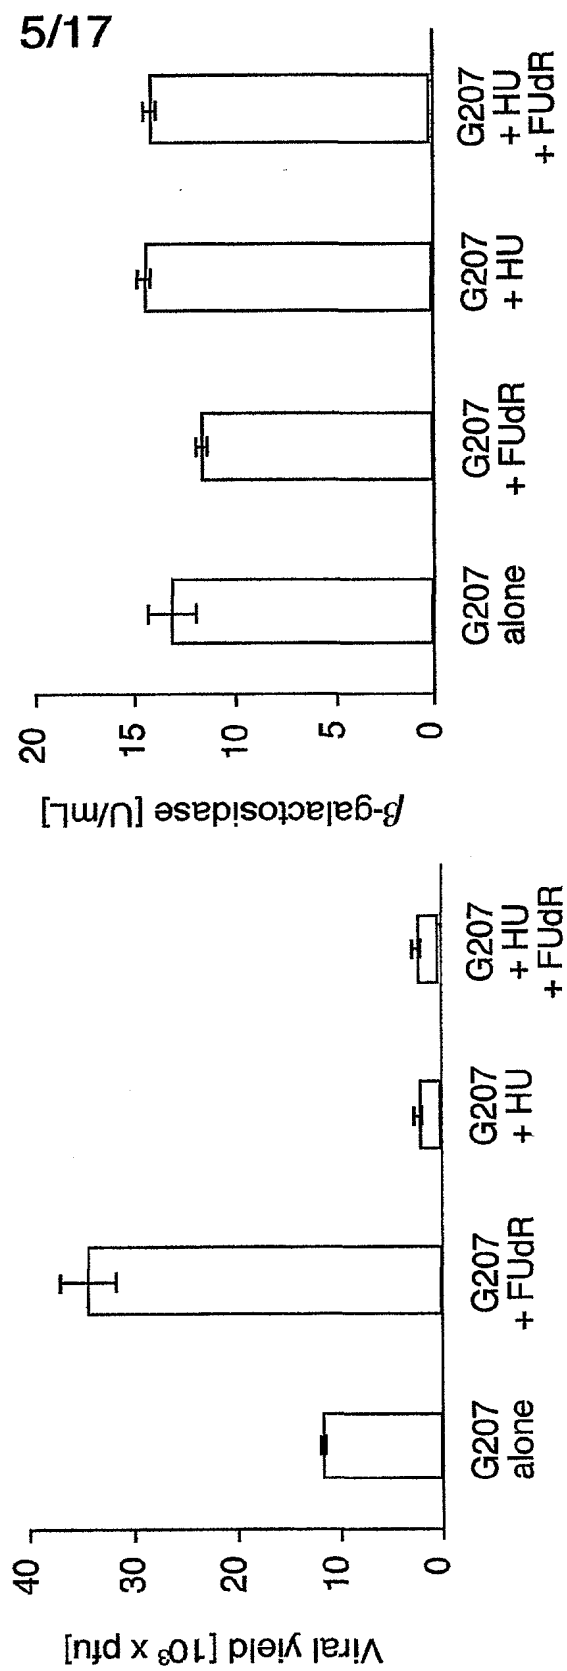 5/17
Viral yield [10³ x pfu]
40
30
20
10
0
G207
alone
G207
+ FUdR
G207
+ HU
G207
+ HU
+ FUdR
β-galactosidase [U/mL]
20
15
10
5
0
G207
alone
G207
+ FUdR
G207
+ HU
G207
+ HU
+ FUdR